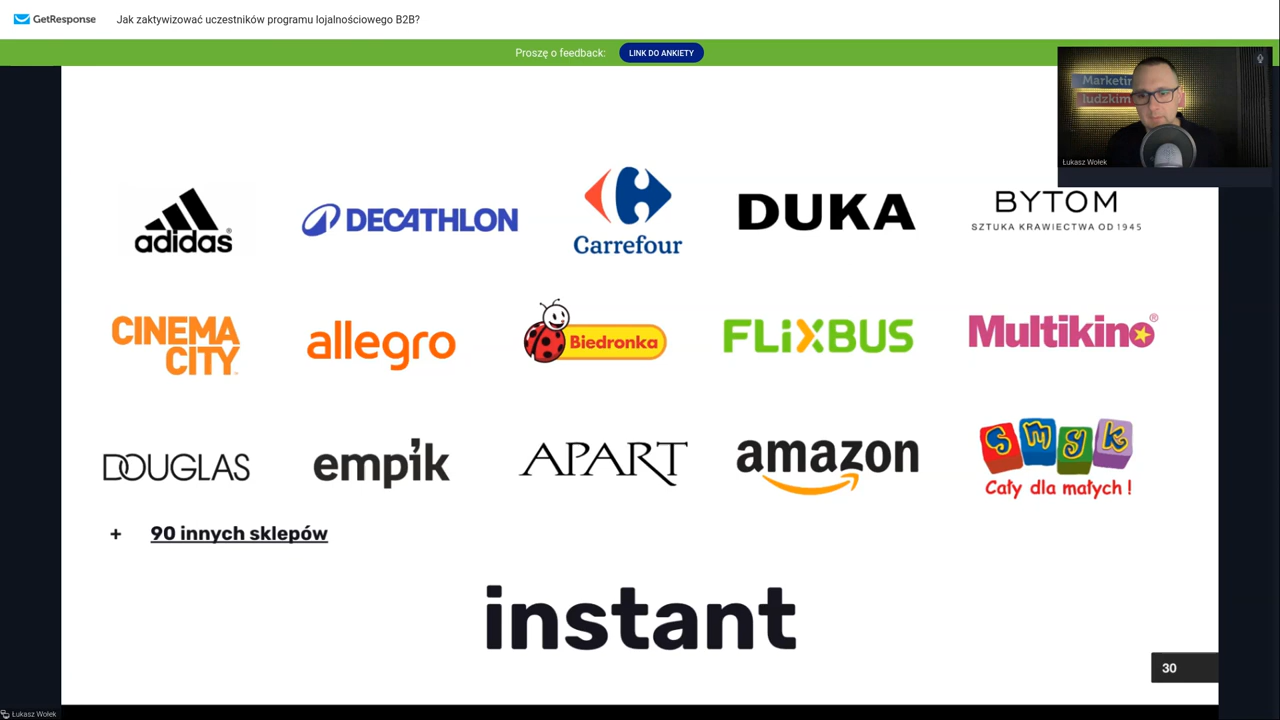 GetResponse Jak zaktywizować uczestników programu lojalnościowego B2B?
Proszę o feedback: LINK DO ANKIETY
Marketin
ludzkim
Łukasz Wołek
adidas®
DECATHLON
Carrefour
DUKA
BYTOM
SZTUKA KRAWIECTWA OD 1945
CINEMA
CITY
allegro
Biedronka
FLiXBUS
Multikino®
DOUGLAS
empik
APART
amazon
smyk
Cały dla małych !
+ 90 innych sklepów
instant
30
Łukasz Wołek